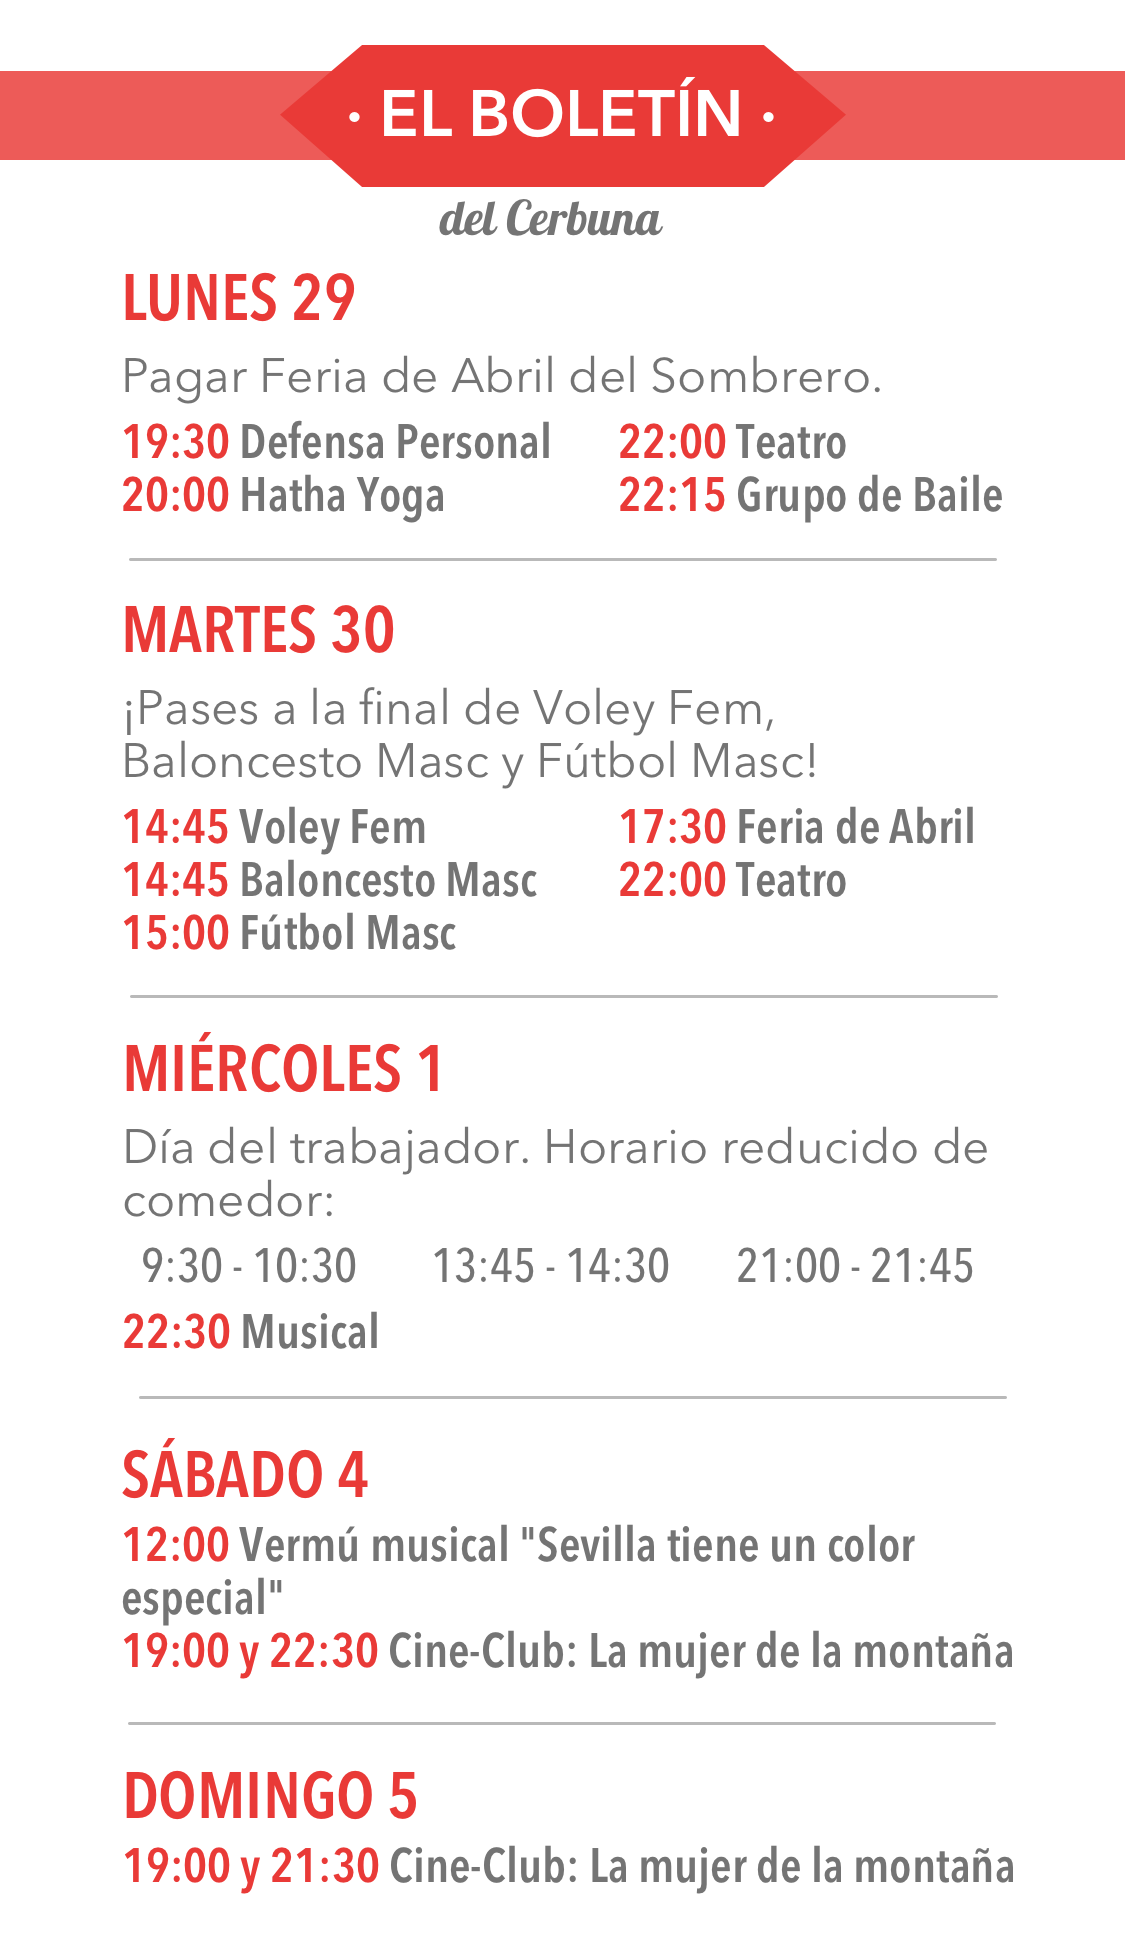 · EL BOLETÍN ·
del Cerbuna
LUNES 29
Pagar Feria de Abril del Sombrero.
19:30 Defensa Personal
20:00 Hatha Yoga
22:00 Teatro
22:15 Grupo de Baile
MARTES 30
¡Pases a la final de Voley Fem,
Baloncesto Masc y Fútbol Masc!
14:45 Voley Fem
14:45 Baloncesto Masc
15:00 Fútbol Masc
17:30 Feria de Abril
22:00 Teatro
MIÉRCOLES 1
Día del trabajador. Horario reducido de
comedor:
9:30 - 10:30 13:45 - 14:30 21:00 - 21:45
22:30 Musical
SÁBADO 4
12:00 Vermú musical "Sevilla tiene un color
especial"
19:00 y 22:30 Cine-Club: La mujer de la montaña
DOMINGO 5
19:00 y 21:30 Cine-Club: La mujer de la montaña